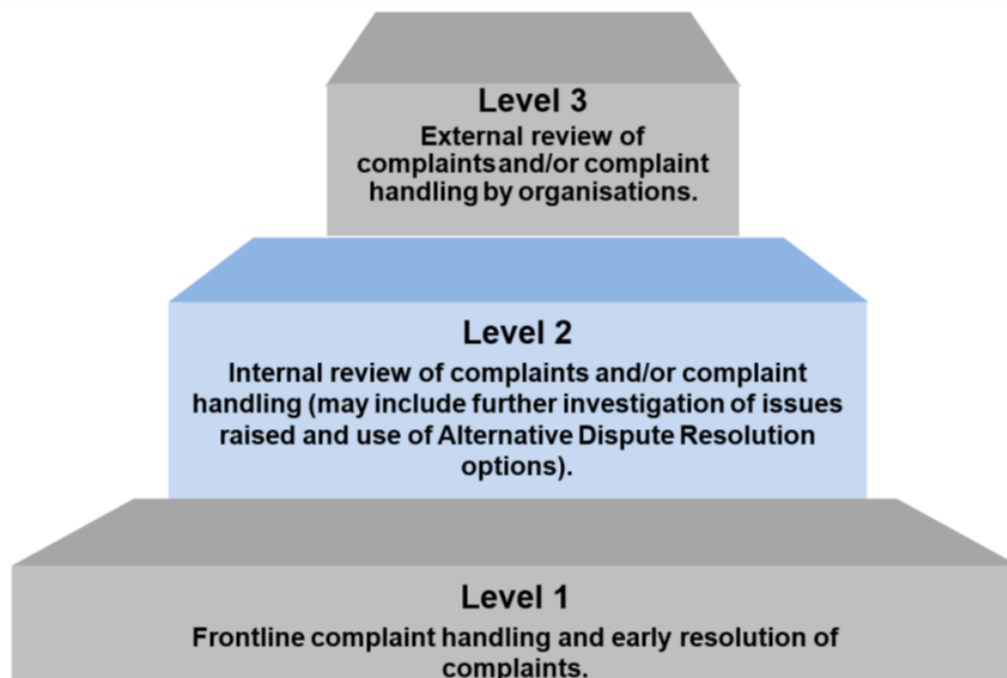 Level 3
External review of
complaints and/or complaint
handling by organisations.
Level 2
Internal review of complaints and/or complaint
handling (may include further investigation of issues
raised and use of Alternative Dispute Resolution
options).
Level 1
Frontline complaint handling and early resolution of
complaints.